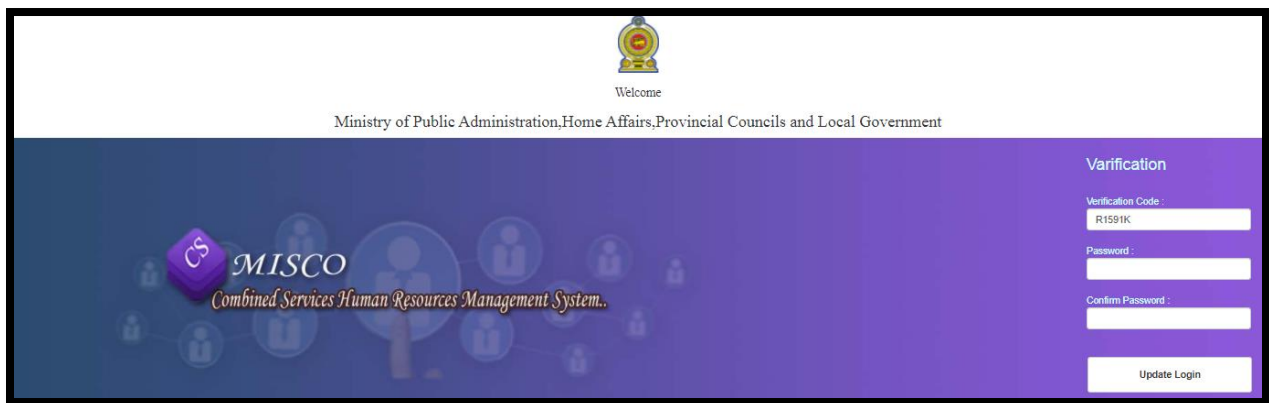 Welcome
Ministry of Public Administration,Home Affairs,Provincial Councils and Local Government
Varification
Verification Code :
R1591K
Password :
Confirm Password :
Update Login
CS
MISCO
Combined Services Human Resources Management System..